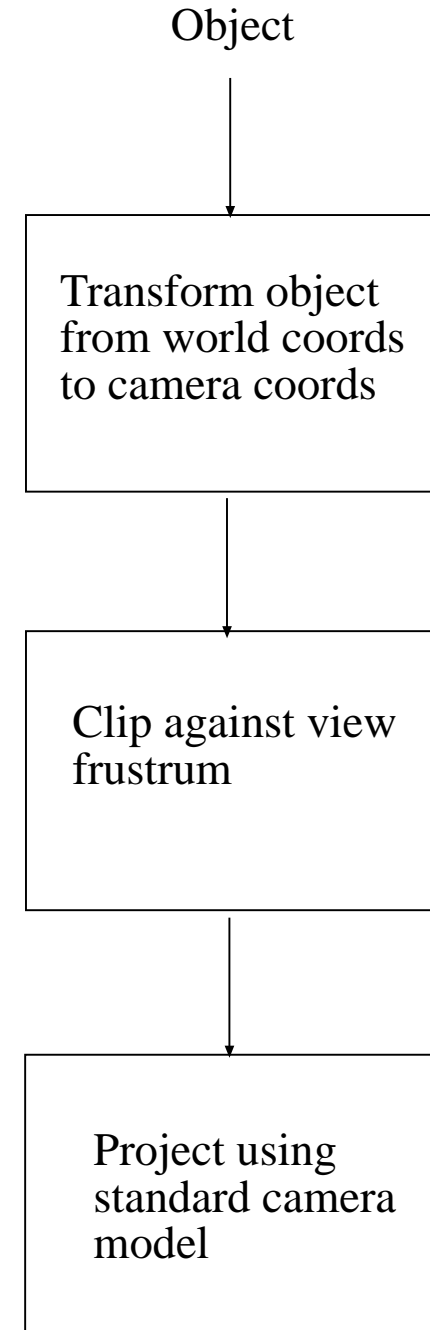 Object
Transform object
from world coords
to camera coords
Clip against view
frustrum
Project using
standard camera
model